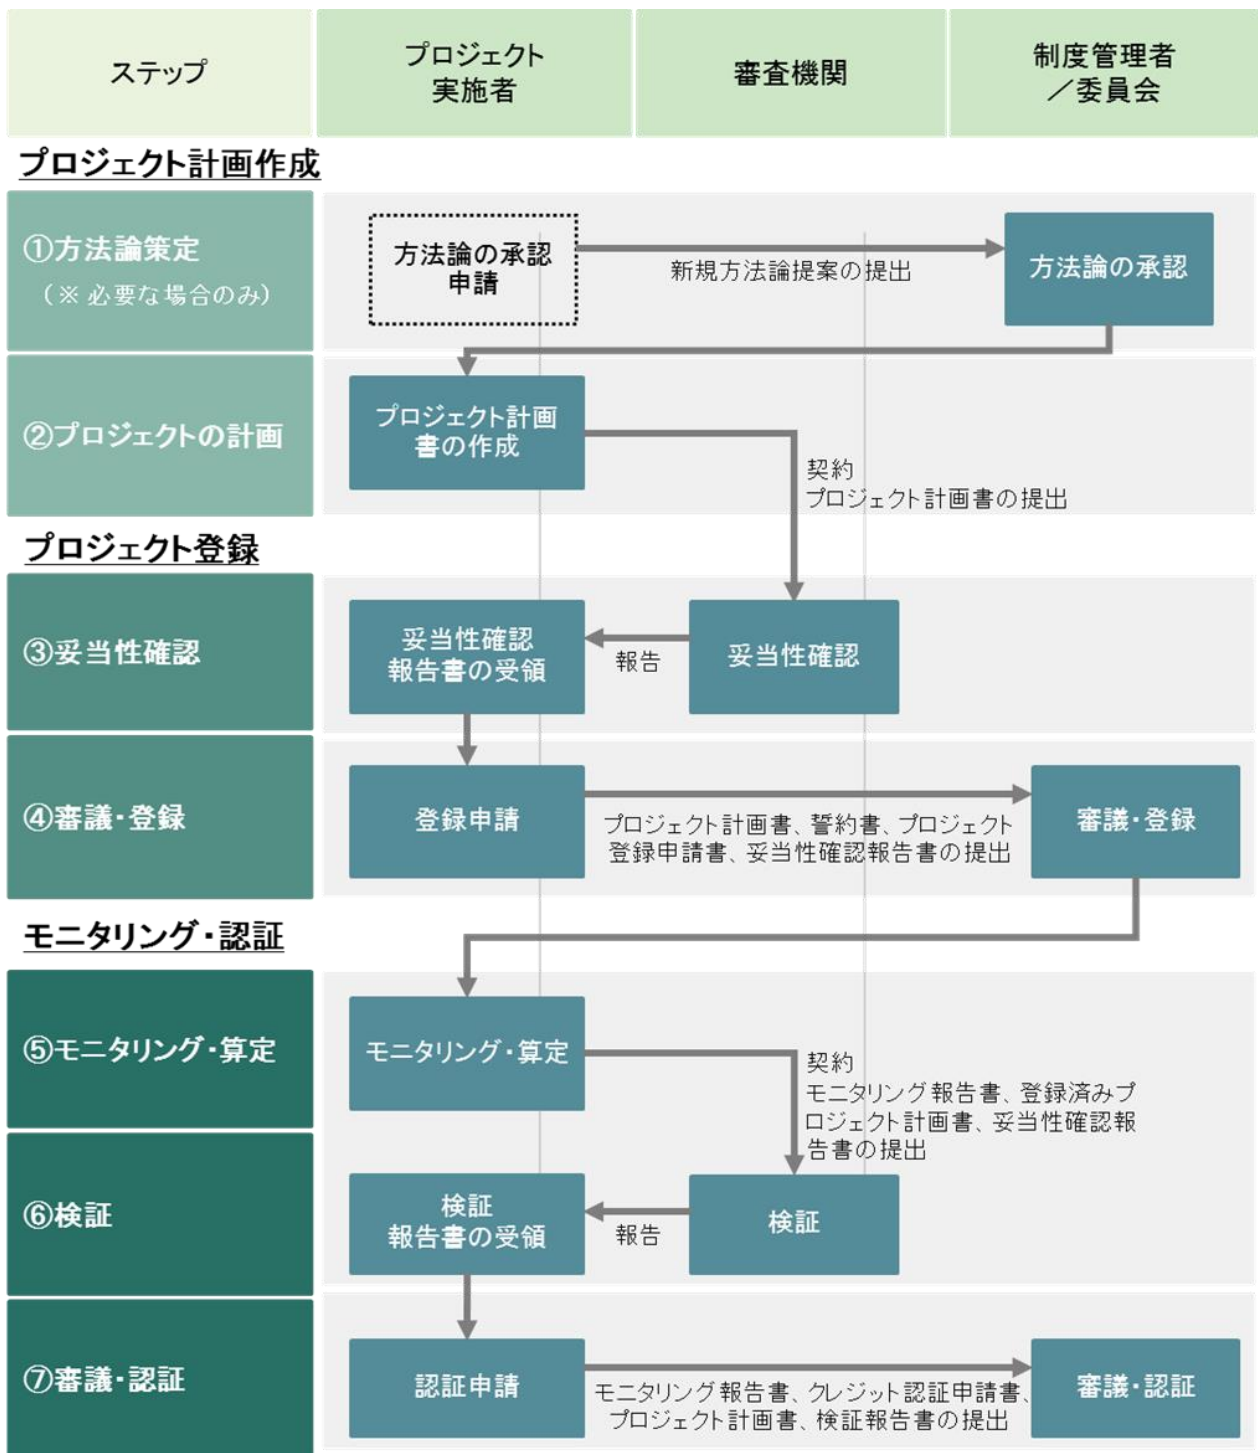 ステップ
プロジェクト
実施者
審査機関
制度管理者
／委員会
プロジェクト計画作成
①方法論策定
（※必要な場合のみ）
方法論の承認
申請
新規方法論提案の提出
方法論の承認
②プロジェクトの計画
プロジェクト計画
書の作成
契約
プロジェクト計画書の提出
プロジェクト登録
③妥当性確認
妥当性確認
報告書の受領
報告
妥当性確認
④審議・登録
登録申請
プロジェクト計画書、誓約書、プロジェクト
登録申請書、妥当性確認報告書の提出
審議・登録
モニタリング・認証
⑤モニタリング・算定
モニタリング・算定
契約
モニタリング報告書、登録済みプ
ロジェクト計画書、妥当性確認報
告書の提出
⑥検証
検証
報告書の受領
報告
検証
⑦審議・認証
認証申請
モニタリング報告書、クレジット認証申請書、
プロジェクト計画書、検証報告書の提出
審議・認証